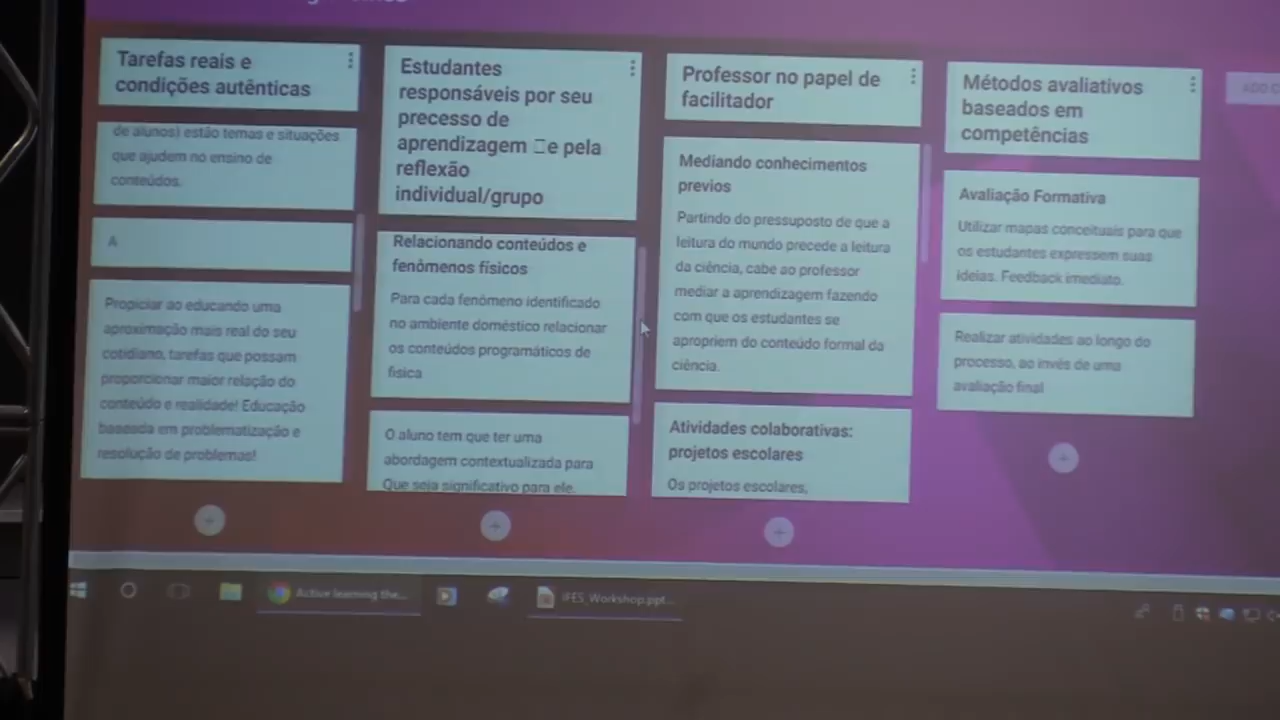 Tarefas reais e
condições autênticas
de alunos) estão temas e situações
que ajudem no ensino de
conteúdos.
A
Propiciar ao educando uma
aproximação mais real do seu
cotidiano, tarefas que possam
proporcionar maior relação do
conteúdo e realidade! Educação
baseada em problematização e
resolução de problemas!
Estudantes
responsáveis por seu
precesso de
aprendizagem e pela
reflexão
individual/grupo
Relacionando conteúdos e
fenômenos físicos
Para cada fenômeno identificado
no ambiente doméstico relacionar
os conteúdos programáticos de
física
O aluno tem que ter uma
abordagem contextualizada para
Que seja significativo para ele.
Professor no papel de
facilitador
Mediando conhecimentos
previos
Partindo do pressuposto de que a
leitura do mundo precede a leitura
da ciência, cabe ao professor
mediar a aprendizagem fazendo
com que os estudantes se
apropriem do conteúdo formal da
ciência.
Atividades colaborativas:
projetos escolares
Os projetos escolares,
Métodos avaliativos
baseados em
competências
Avaliação Formativa
Utilizar mapas conceituais para que
os estudantes expressem suas
ideias. Feedback imediato.
Realizar atividades ao longo do
processo, ao invés de uma
avaliação final
ADD C
Active learning the...
IFES_Workshop.ppt...